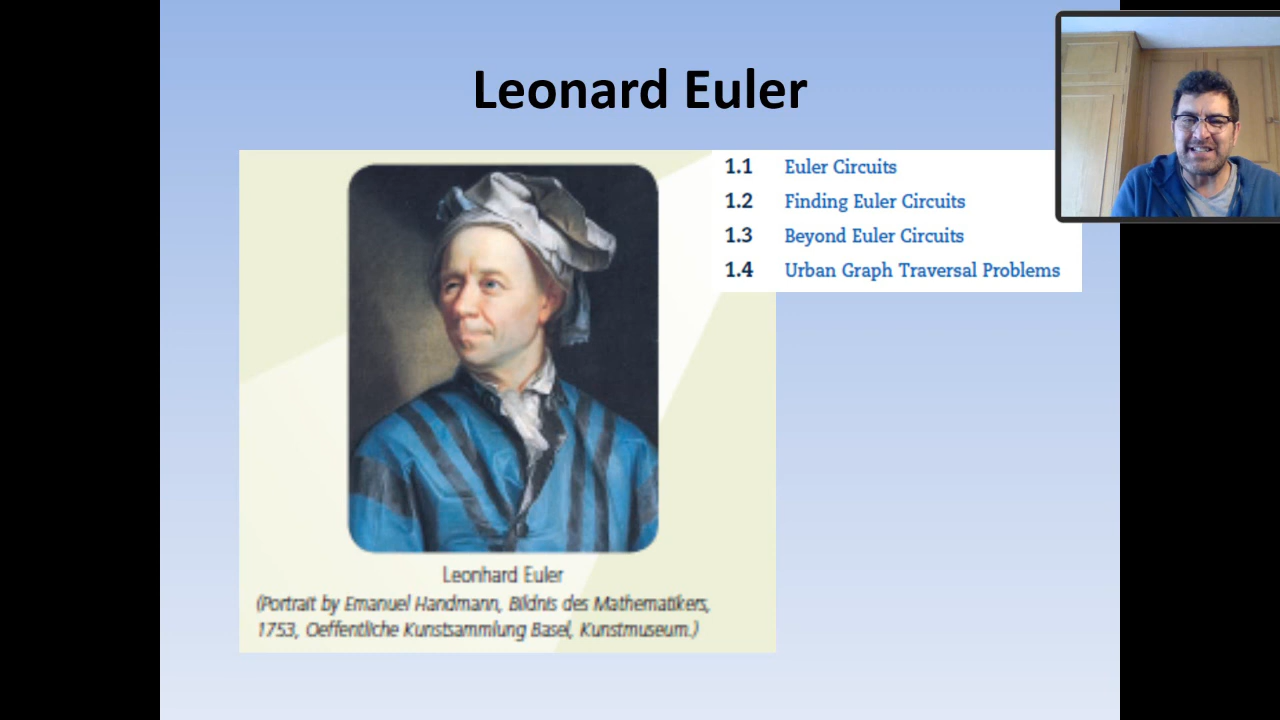 Leonard Euler
1.1 Euler Circuits
1.2 Finding Euler Circuits
1.3 Beyond Euler Circuits
1.4 Urban Graph Traversal Problems
Leonhard Euler
(Portrait by Emanuel Handmann, Bildnis des Mathematikers,
1753, Oeffentliche Kunstsammlung Basel, Kunstmuseum.)